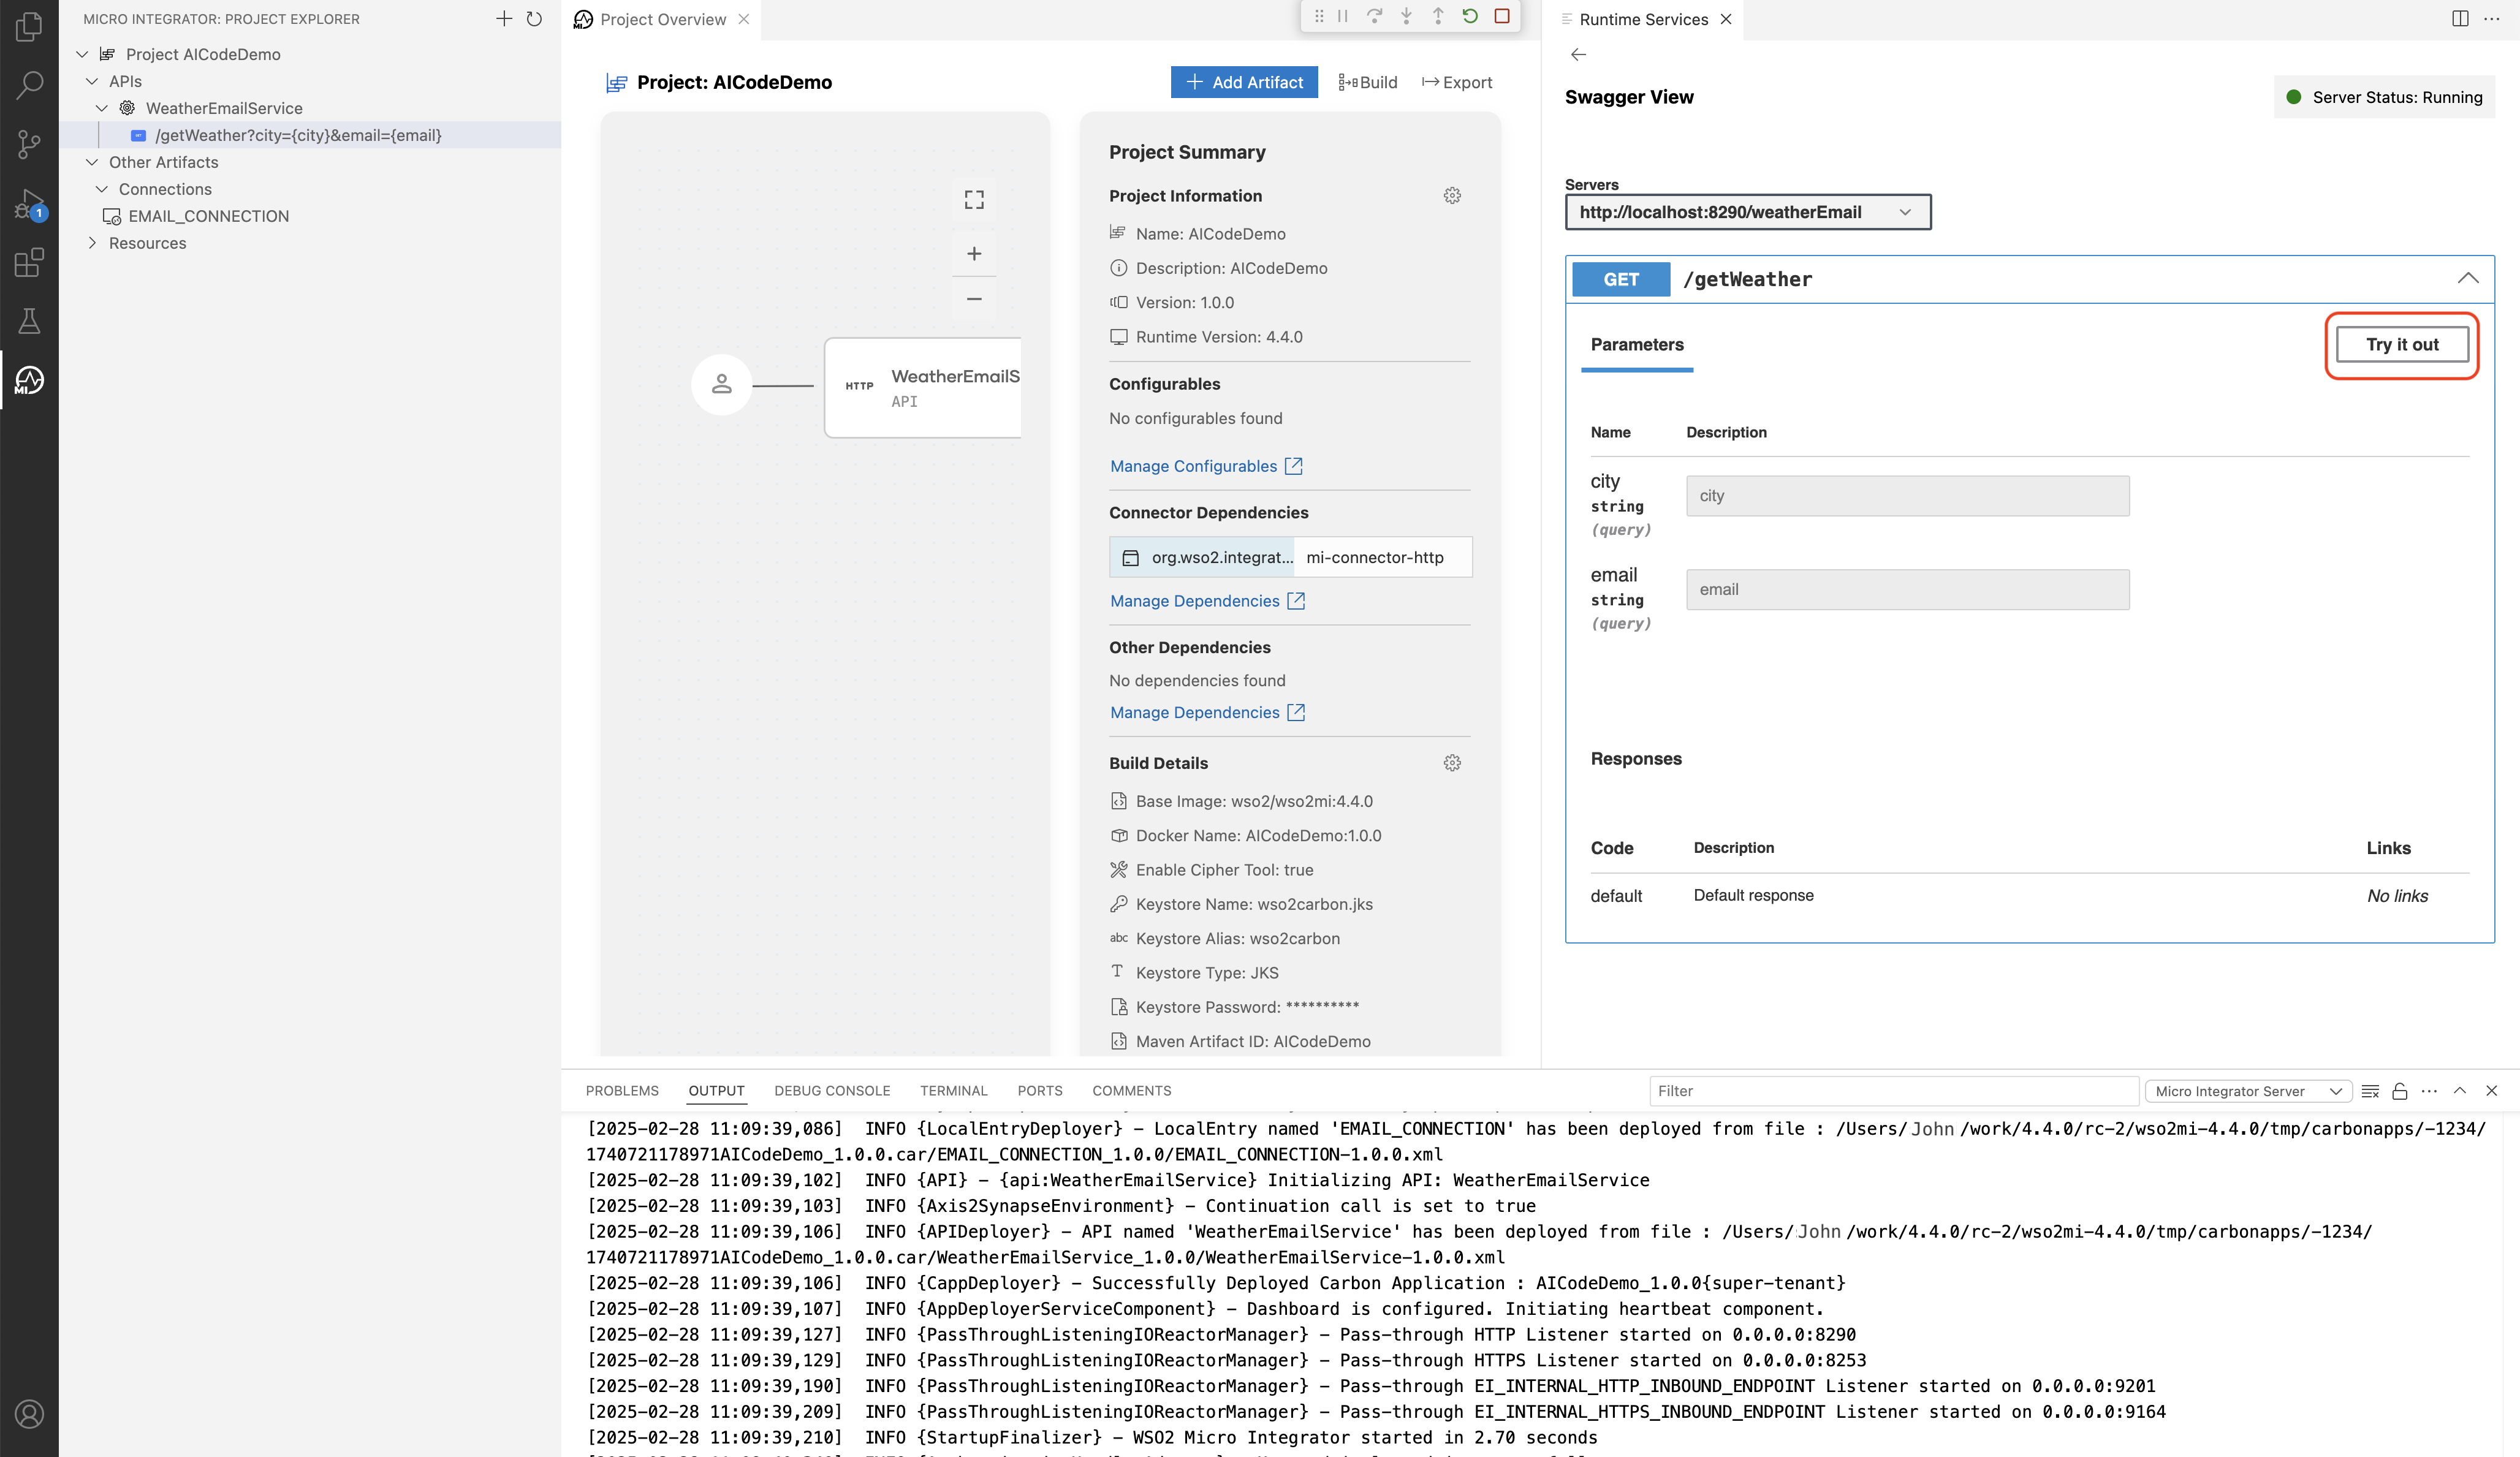 MICRO INTEGRATOR: PROJECT EXPLORER
Project AICodeDemo
APIs
WeatherEmailService
/getWeather?city={city}&email={email}
Other Artifacts
Connections
EMAIL_CONNECTION
Resources
1
MI
Project Overview
Project: AICodeDemo
Add Artifact
Build
Export
HTTP
WeatherEmailS
API
Project Summary
Project Information
Name: AICodeDemo
Description: AICodeDemo
Version: 1.0.0
Runtime Version: 4.4.0
Configurables
No configurables found
Manage Configurables
Connector Dependencies
org.wso2.integrat... mi-connector-http
Manage Dependencies
Other Dependencies
No dependencies found
Manage Dependencies
Build Details
Base Image: wso2/wso2mi:4.4.0
Docker Name: AICodeDemo:1.0.0
Enable Cipher Tool: true
Keystore Name: wso2carbon.jks
abc Keystore Alias: wso2carbon
Keystore Type: JKS
Keystore Password: **********
Maven Artifact ID: AICodeDemo
Runtime Services
Swagger View
Server Status: Running
Servers
http://localhost:8290/weatherEmail
GET /getWeather
Parameters
Try it out
Name Description
city
string
(query)
city
email
string
(query)
email
Responses
Code Description Links
default Default response No links
PROBLEMS OUTPUT DEBUG CONSOLE TERMINAL PORTS COMMENTS
Filter
Micro Integrator Server
[2025-02-28 11:09:39,086]  INFO {LocalEntryDeployer} – LocalEntry named 'EMAIL_CONNECTION' has been deployed from file : /Users/ John /work/4.4.0/rc-2/wso2mi-4.4.0/tmp/carbonapps/-1234/
1740721178971AICodeDemo_1.0.0.car/EMAIL_CONNECTION_1.0.0/EMAIL_CONNECTION-1.0.0.xml
[2025-02-28 11:09:39,102]  INFO {API} – {api:WeatherEmailService} Initializing API: WeatherEmailService
[2025-02-28 11:09:39,103]  INFO {Axis2SynapseEnvironment} – Continuation call is set to true
[2025-02-28 11:09:39,106]  INFO {APIDeployer} – API named 'WeatherEmailService' has been deployed from file : /Users/ John /work/4.4.0/rc-2/wso2mi-4.4.0/tmp/carbonapps/-1234/
1740721178971AICodeDemo_1.0.0.car/WeatherEmailService_1.0.0/WeatherEmailService-1.0.0.xml
[2025-02-28 11:09:39,106]  INFO {CappDeployer} – Successfully Deployed Carbon Application : AICodeDemo_1.0.0{super-tenant}
[2025-02-28 11:09:39,107]  INFO {AppDeployerServiceComponent} – Dashboard is configured. Initiating heartbeat component.
[2025-02-28 11:09:39,127]  INFO {PassThroughListeningIOReactorManager} – Pass-through HTTP Listener started on 0.0.0.0:8290
[2025-02-28 11:09:39,129]  INFO {PassThroughListeningIOReactorManager} – Pass-through HTTPS Listener started on 0.0.0.0:8253
[2025-02-28 11:09:39,190]  INFO {PassThroughListeningIOReactorManager} – Pass-through EI_INTERNAL_HTTP_INBOUND_ENDPOINT Listener started on 0.0.0.0:9201
[2025-02-28 11:09:39,209]  INFO {PassThroughListeningIOReactorManager} – Pass-through EI_INTERNAL_HTTPS_INBOUND_ENDPOINT Listener started on 0.0.0.0:9164
[2025-02-28 11:09:39,210]  INFO {StartupFinalizer} – WSO2 Micro Integrator started in 2.70 seconds